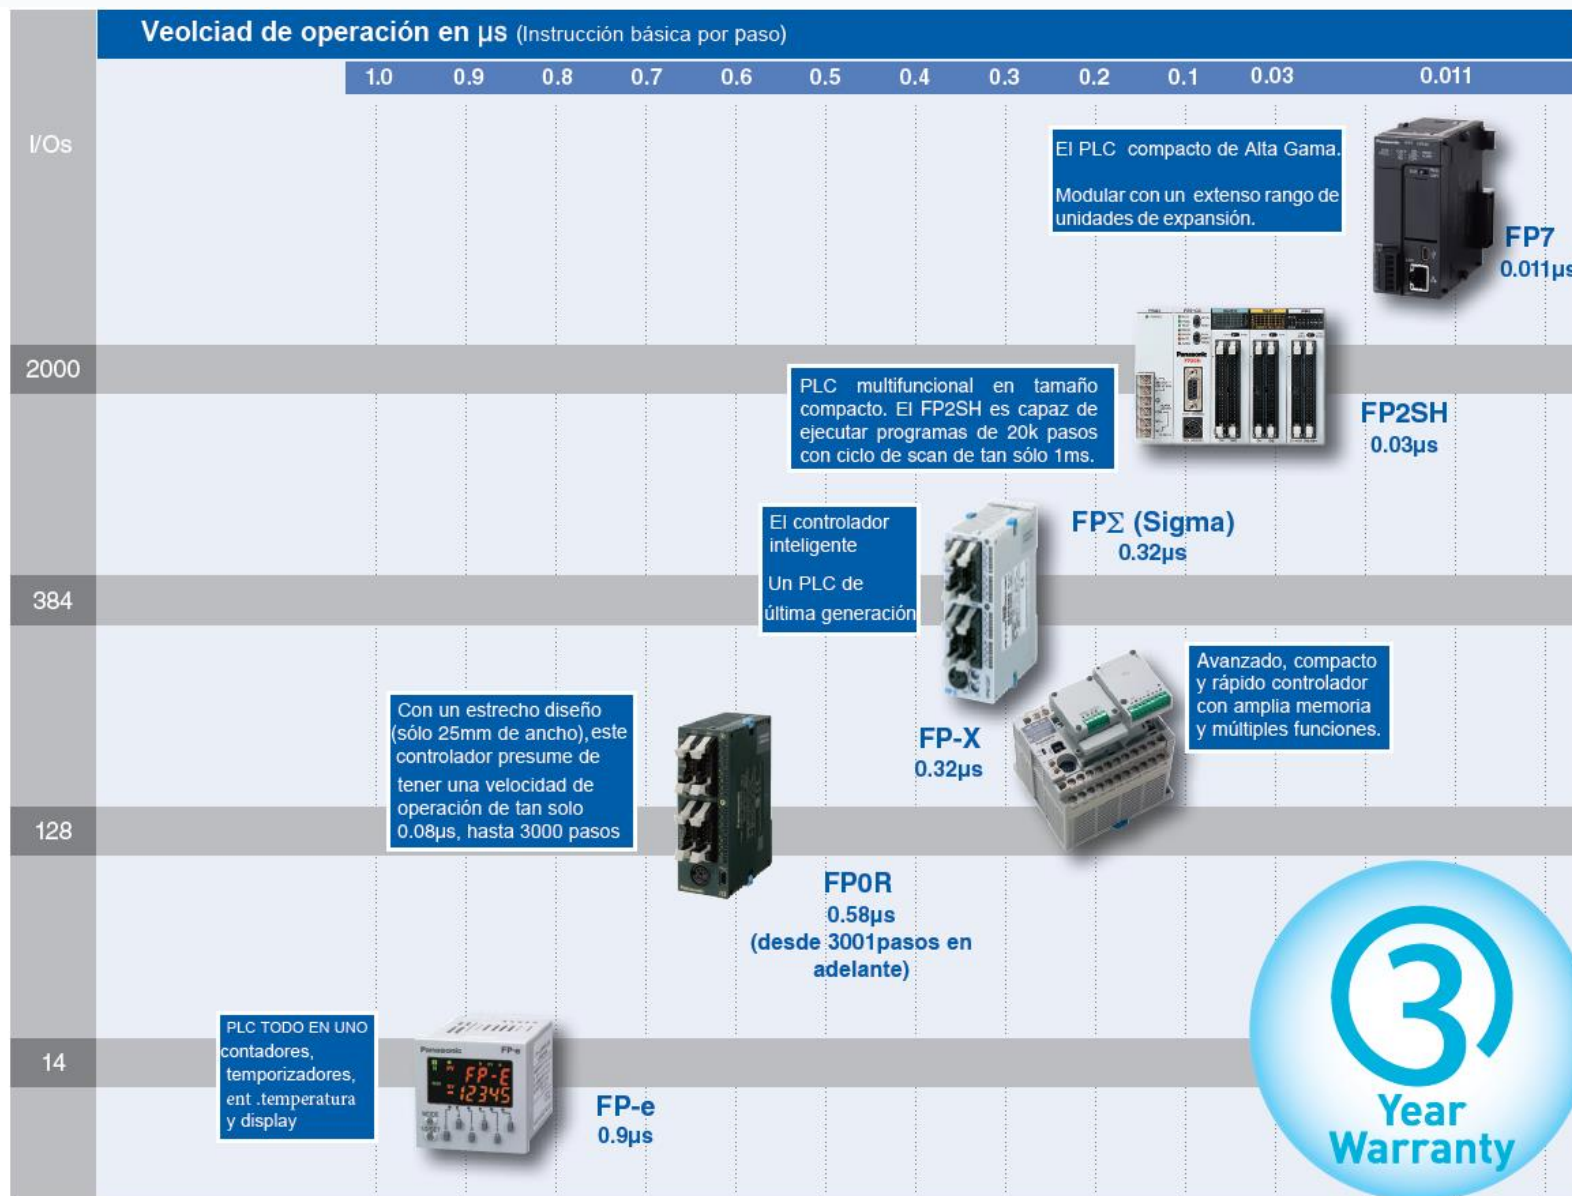 Veolciad de operación en µs (Instrucción básica por paso)
1.0 0.9 0.8 0.7 0.6 0.5 0.4 0.3 0.2 0.1 0.03 0.011
I/Os
El PLC compacto de Alta Gama.
Modular con un extenso rango de
unidades de expansión.
FP7
0.011µs
2000
PLC multifuncional en tamaño
compacto. El FP2SH es capaz de
ejecutar programas de 20k pasos
con ciclo de scan de tan sólo 1ms.
Panasonic
FP2SH
0.03µs
El controlador
inteligente
Un PLC de
última generación
FPΣ (Sigma)
0.32µs
384
Avanzado, compacto
y rápido controlador
con amplia memoria
y múltiples funciones.
FP-X
0.32µs
Con un estrecho diseño
(sólo 25mm de ancho), este
controlador presume de
tener una velocidad de
operación de tan solo
0.08µs, hasta 3000 pasos
128
FP0R
0.58µs
(desde 3001pasos en
adelante)
PLC TODO EN UNO
contadores,
temporizadores,
ent .temperatura
y display
14
Panasonic FP-e
FP-E
12345
FP-e
0.9µs
3
Year
Warranty